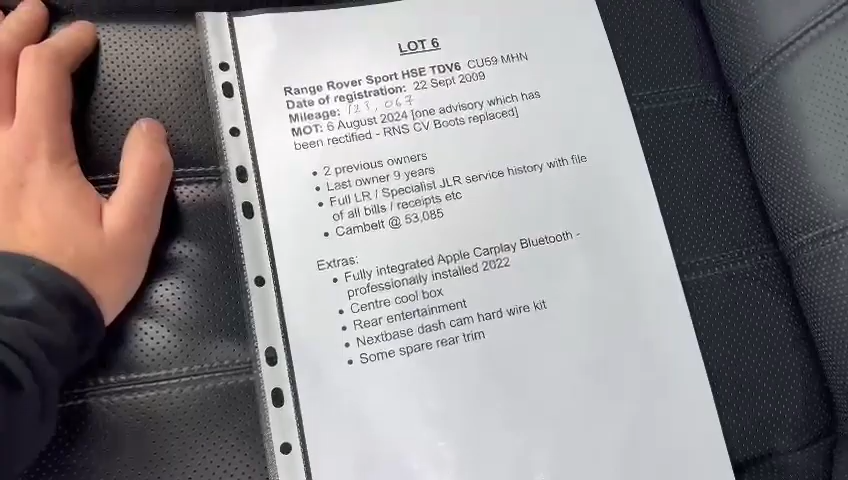 LOT 6
Range Rover Sport HSE TDV6 CU59 MHN
Date of registration: 22 Sept 2009
Mileage: 123,067
MOT: 6 August 2024 [one advisory which has
been rectified - RNS CV Boots replaced]
• 2 previous owners
• Last owner 9 years
• Full LR / Specialist JLR service history with file
of all bills / receipts etc
• Cambelt @ 53,085
Extras:
• Fully integrated Apple Carplay Bluetooth -
professionally installed 2022
• Centre cool box
• Rear entertainment
• Nextbase dash cam hard wire kit
• Some spare rear trim